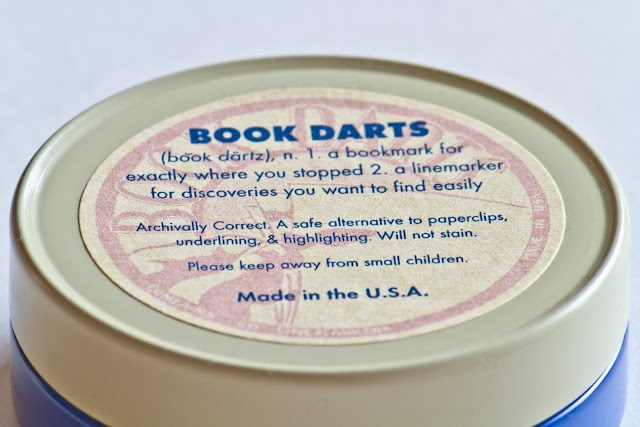 BOOK DARTS
(book därtz), n. 1. a bookmark for
exactly where you stopped 2. a linemarker
for discoveries you want to find easily
Archivally Correct. A safe alternative to paperclips,
underlining, & highlighting. Will not stain.
Please keep away from small children.
Made in the U.S.A.